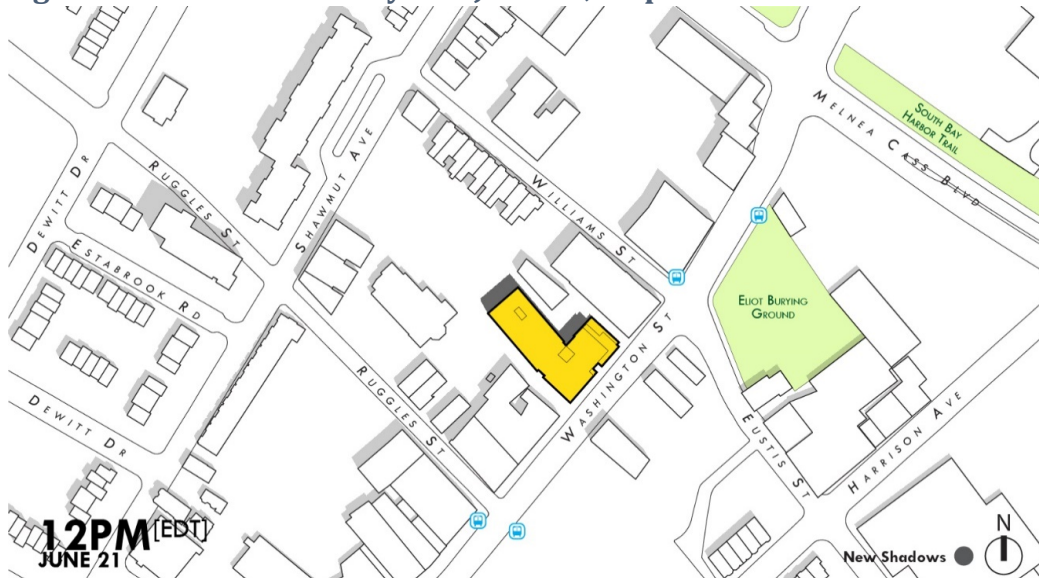 MELNEA CASS BLVD
SOUTH BAY
HARBOR TRAIL
RUGGLES ST
SHAWMUT AVE
WILLIAMS ST
DEWITT DR
ESTABROOK RD
ELIOT BURYING
GROUND
WASHINGTON ST
RUGGLES ST
DEWITT DR
EUSTIS ST
HARRISON AVE
12PM [EDT]
JUNE 21
N
New Shadows